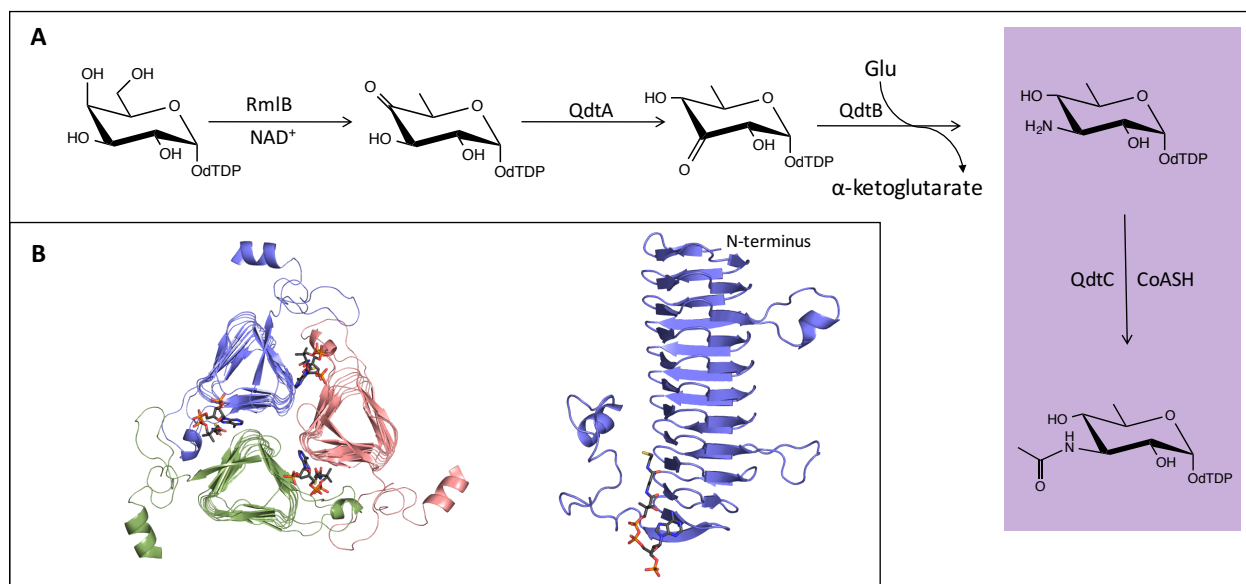 A
OH
OH
O
HO
OH
OdTDP
RmlB
NAD⁺
O
O
HO
OH
OdTDP
QdtA
HO
O
OH
O
OdTDP
Glu
QdtB
α-ketoglutarate
HO
O
H₂N
OH
OdTDP
QdtC
CoASH
HO
O
H
N
OH
O
OdTDP
B
N-terminus